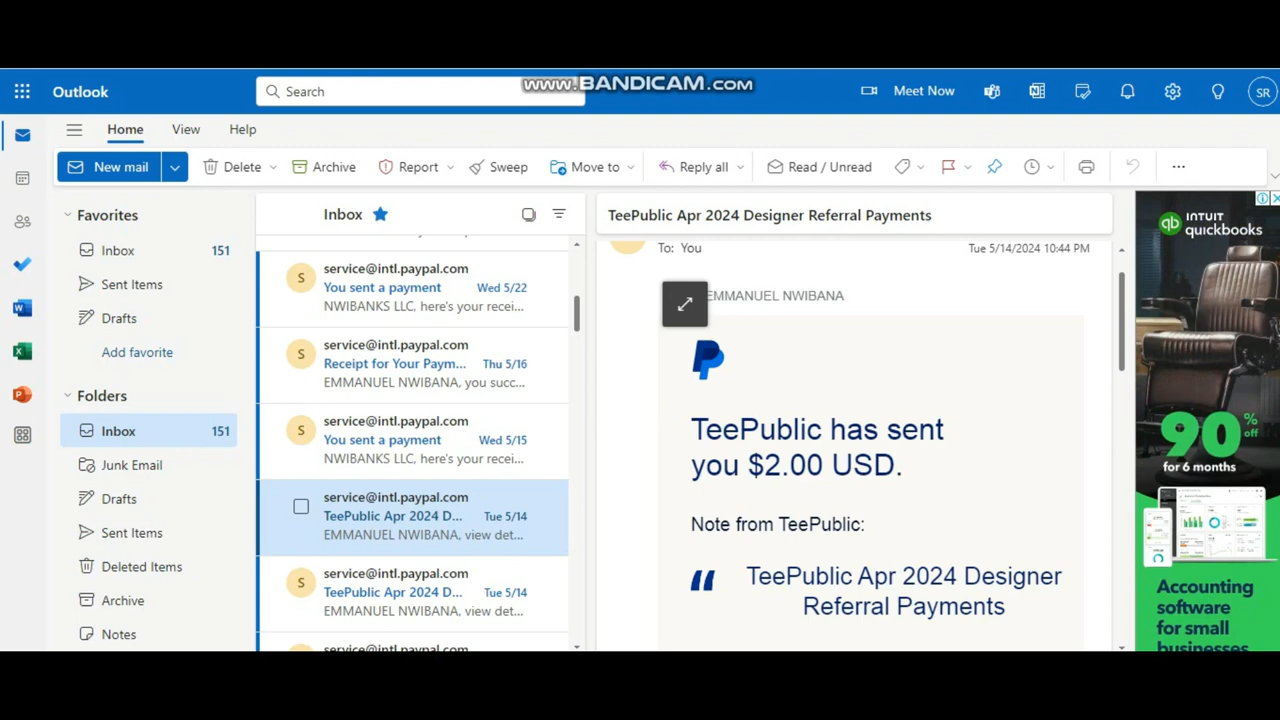 www.BANDICAM.com
Outlook
Search
Meet Now
SR
Home
View
Help
New mail
Delete
Archive
Report
Sweep
Move to
Reply all
Read / Unread
Favorites
Inbox 151
Sent Items
Drafts
Add favorite
Folders
Inbox 151
Junk Email
Drafts
Sent Items
Deleted Items
Archive
Notes
Inbox
S
service@intl.paypal.com
You sent a payment Wed 5/22
NWIBANKS LLC, here's your recei...
S
service@intl.paypal.com
Receipt for Your Paym... Thu 5/16
EMMANUEL NWIBANA, you succ...
S
service@intl.paypal.com
You sent a payment Wed 5/15
NWIBANKS LLC, here's your recei...
service@intl.paypal.com
TeePublic Apr 2024 D... Tue 5/14
EMMANUEL NWIBANA, view det...
S
service@intl.paypal.com
TeePublic Apr 2024 D... Tue 5/14
EMMANUEL NWIBANA, view det...
service@intl.paypal.com
TeePublic Apr 2024 Designer Referral Payments
To: You
Tue 5/14/2024 10:44 PM
EMMANUEL NWIBANA
TeePublic has sent
you $2.00 USD.
Note from TeePublic:
“ TeePublic Apr 2024 Designer
Referral Payments
qb INTUIT
quickbooks
90% off
for 6 months
Accounting
software
for small
businesses